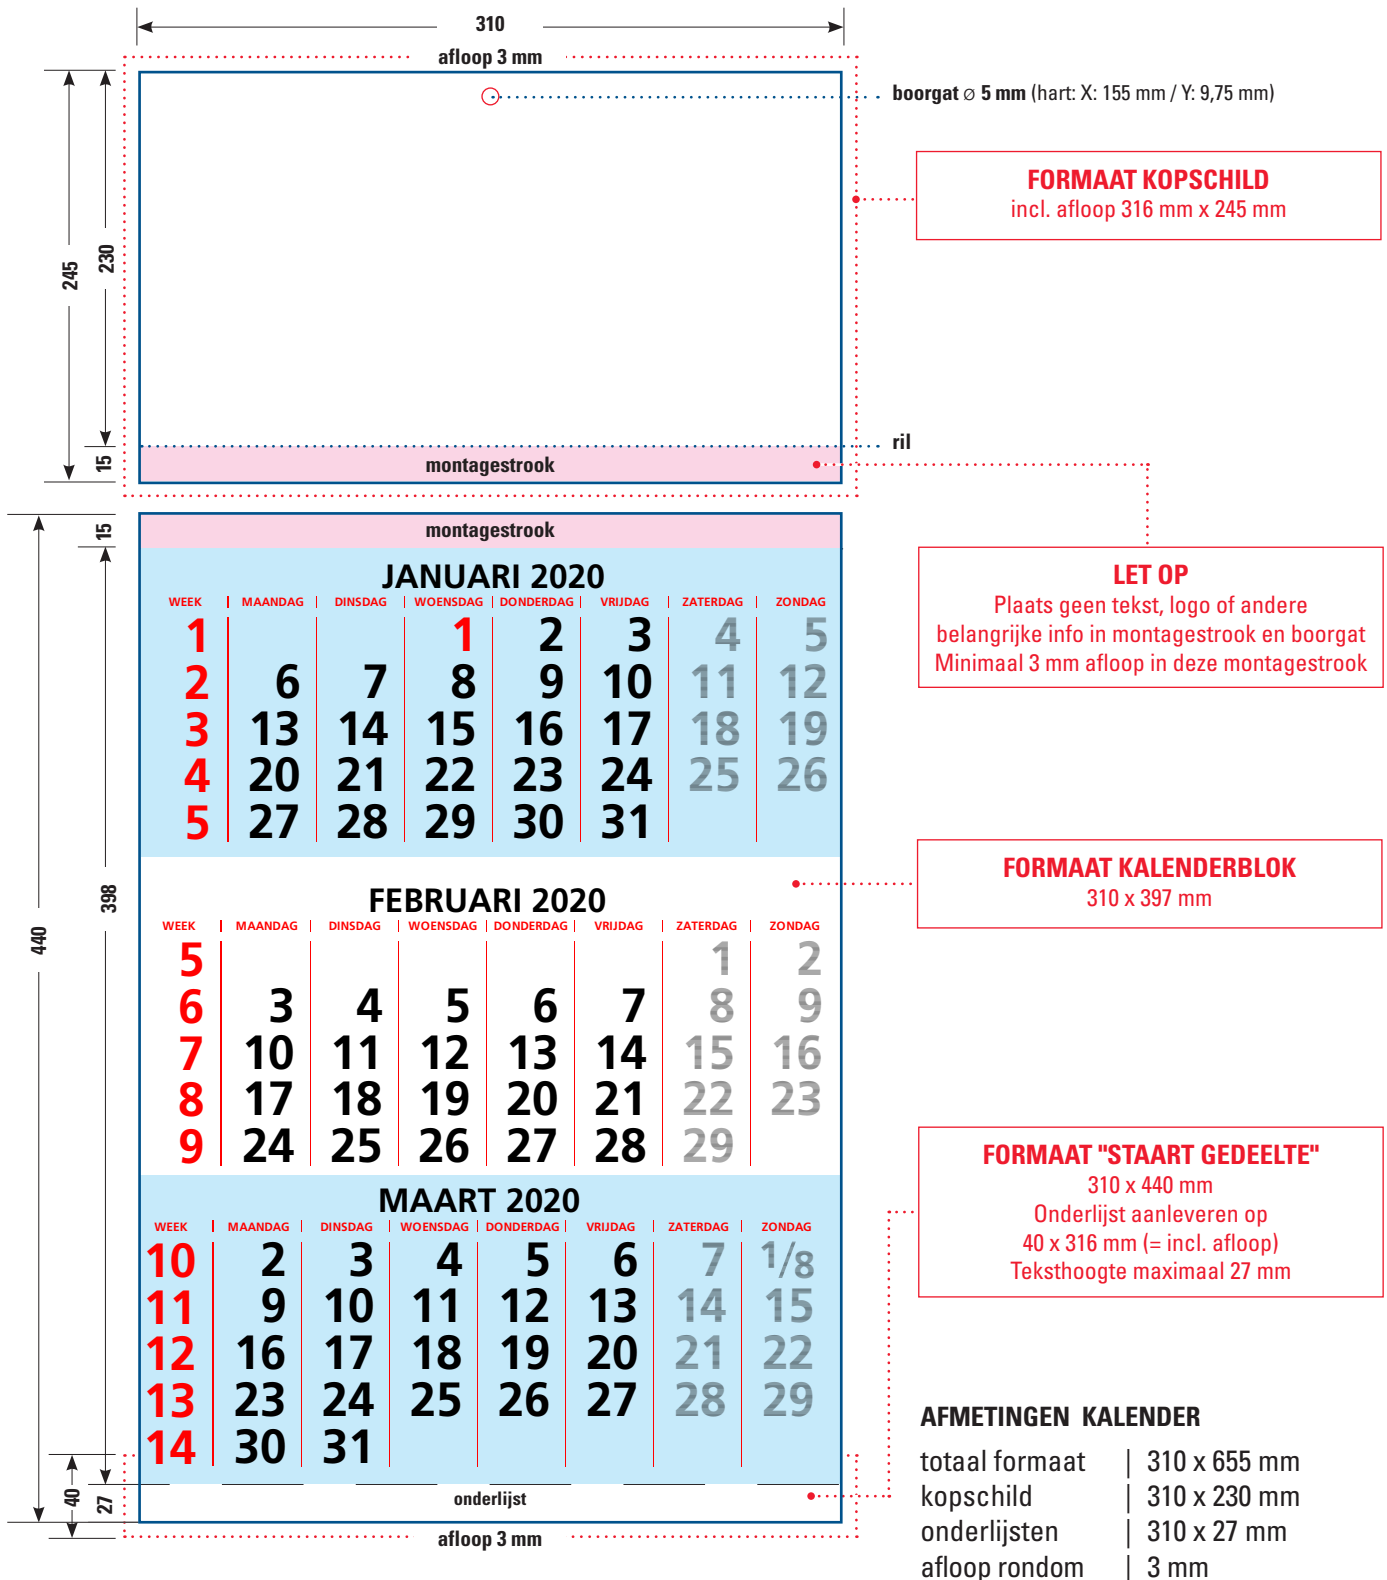 310
afloop 3 mm
boorgat ⌀ 5 mm (hart: X: 155 mm / Y: 9,75 mm)
FORMAAT KOPSCHILD
incl. afloop 316 mm x 245 mm
245
230
15
ril
montagestrook
15
montagestrook
LET OP
Plaats geen tekst, logo of andere
belangrijke info in montagestrook en boorgat
Minimaal 3 mm afloop in deze montagestrook
440
398
JANUARI 2020
WEEK MAANDAG DINSDAG WOENSDAG DONDERDAG VRIJDAG ZATERDAG ZONDAG
1 1 2 3 4 5
2 6 7 8 9 10 11 12
3 13 14 15 16 17 18 19
4 20 21 22 23 24 25 26
5 27 28 29 30 31
FORMAAT KALENDERBLOK
310 x 397 mm
FEBRUARI 2020
WEEK MAANDAG DINSDAG WOENSDAG DONDERDAG VRIJDAG ZATERDAG ZONDAG
5 1 2
6 3 4 5 6 7 8 9
7 10 11 12 13 14 15 16
8 17 18 19 20 21 22 23
9 24 25 26 27 28 29
FORMAAT "STAART GEDEELTE"
310 x 440 mm
Onderlijst aanleveren op
40 x 316 mm (= incl. afloop)
Teksthoogte maximaal 27 mm
MAART 2020
WEEK MAANDAG DINSDAG WOENSDAG DONDERDAG VRIJDAG ZATERDAG ZONDAG
10 2 3 4 5 6 7 1/8
11 9 10 11 12 13 14 15
12 16 17 18 19 20 21 22
13 23 24 25 26 27 28 29
14 30 31
40
27
onderlijst
afloop 3 mm
AFMETINGEN KALENDER
totaal formaat | 310 x 655 mm
kopschild | 310 x 230 mm
onderlijsten | 310 x 27 mm
afloop rondom | 3 mm